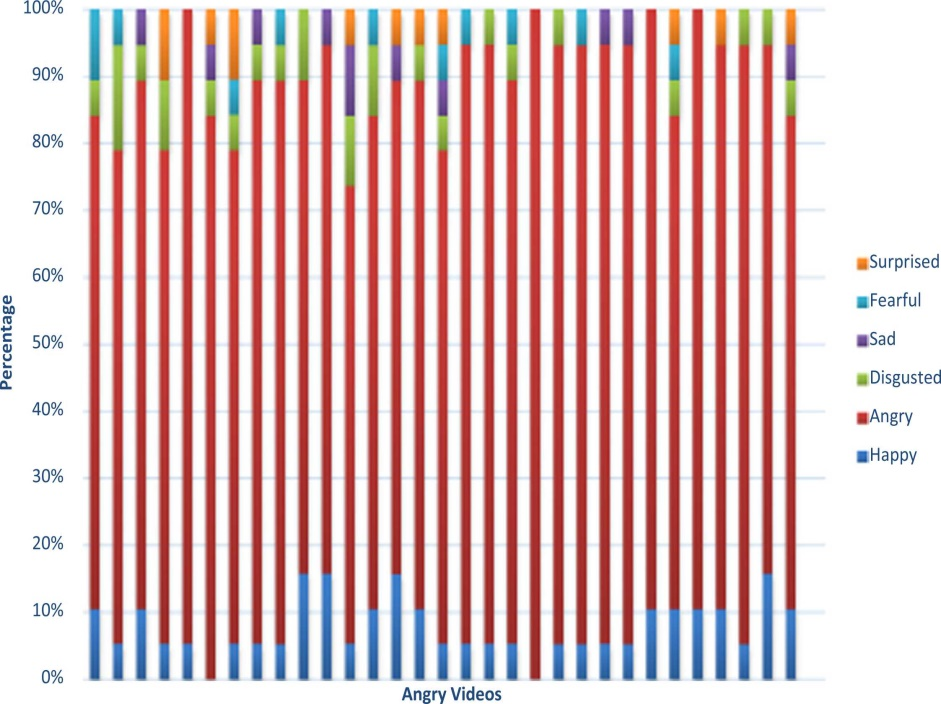 100%
90%
80%
70%
60%
50%
40%
30%
20%
10%
0%
Percentage
Angry Videos
Surprised
Fearful
Sad
Disgusted
Angry
Happy